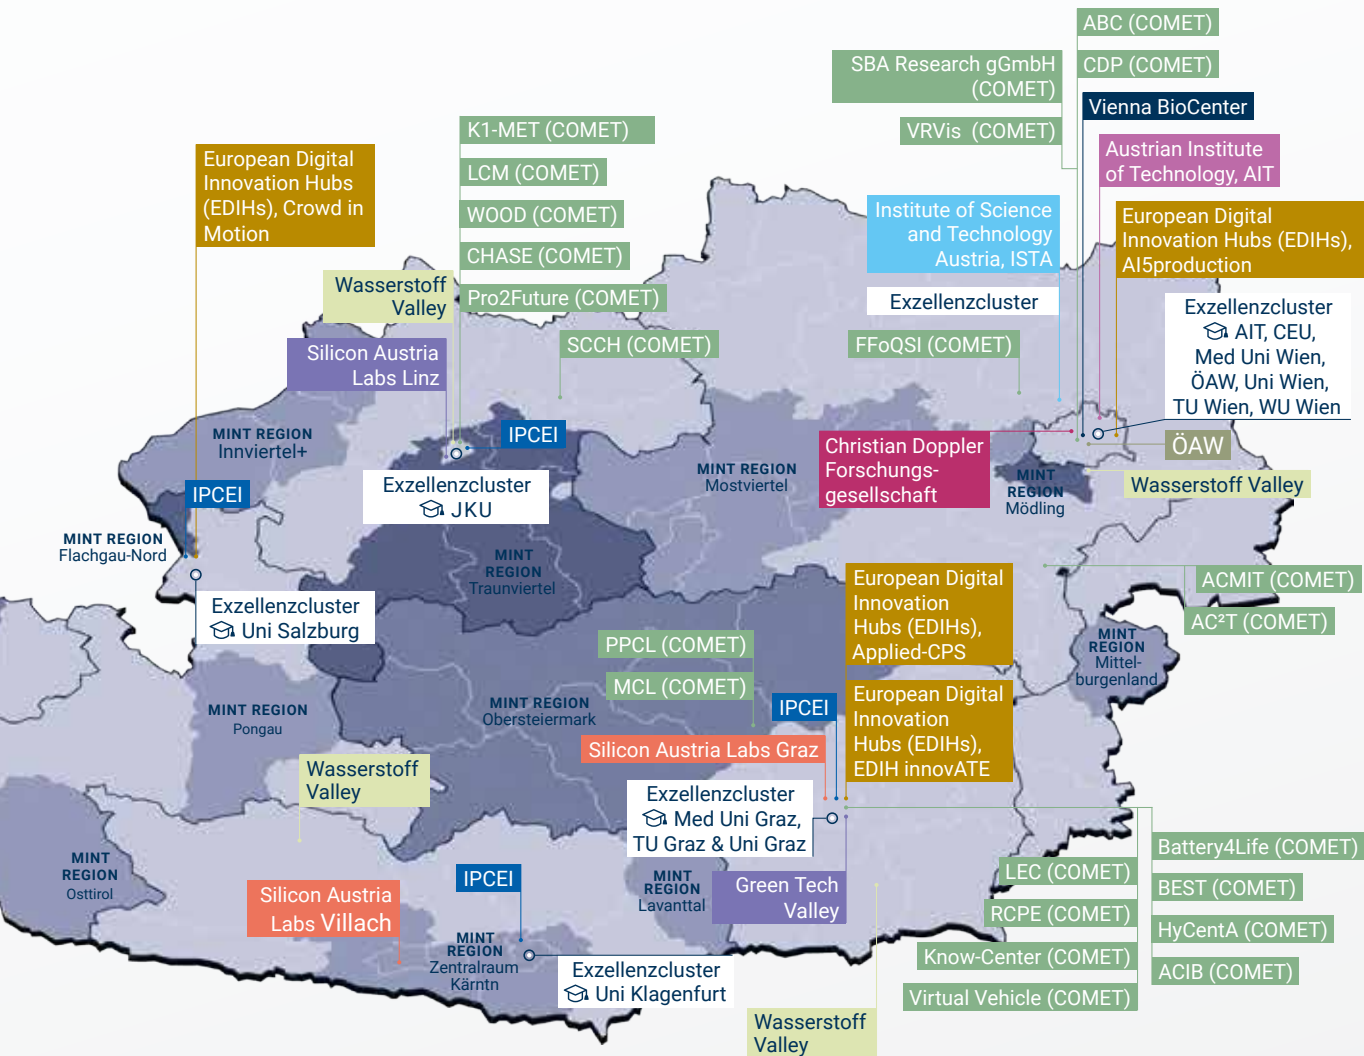 ABC (COMET)
SBA Research gGmbH
(COMET)
CDP (COMET)
Vienna BioCenter
VRVis (COMET)
Austrian Institute
of Technology, AIT
K1-MET (COMET)
LCM (COMET)
WOOD (COMET)
CHASE (COMET)
Pro2Future (COMET)
SCCH (COMET)
European Digital
Innovation Hubs
(EDIHs), Crowd in
Motion
Wasserstoff
Valley
Silicon Austria
Labs Linz
Institute of Science
and Technology
Austria, ISTA
Exzellenzcluster
FFoQSI (COMET)
European Digital
Innovation Hubs (EDIHs),
AI5production
Exzellenzcluster
AIT, CEU,
Med Uni Wien,
ÖAW, Uni Wien,
TU Wien, WU Wien
ÖAW
Wasserstoff Valley
Christian Doppler
Forschungs-
gesellschaft
MINT REGION
Innviertel+
IPCEI
IPCEI
Exzellenzcluster
JKU
MINT REGION
Mostviertel
MINT
REGION
Mödling
MINT REGION
Flachgau-Nord
Exzellenzcluster
Uni Salzburg
MINT
REGION
Traunviertel
European Digital
Innovation
Hubs (EDIHs),
Applied-CPS
ACMIT (COMET)
AC²T (COMET)
MINT
REGION
Mittel-
burgenland
PPCL (COMET)
MCL (COMET)
MINT REGION
Pongau
MINT REGION
Obersteiermark
IPCEI
European Digital
Innovation
Hubs (EDIHs),
EDIH innovATE
Silicon Austria Labs Graz
Wasserstoff
Valley
Exzellenzcluster
Med Uni Graz,
TU Graz & Uni Graz
MINT
REGION
Osttirol
Silicon Austria
Labs Villach
IPCEI
MINT
REGION
Lavanttal
Green Tech
Valley
MINT
REGION
Zentralraum
Kärntn
Exzellenzcluster
Uni Klagenfurt
LEC (COMET)
RCPE (COMET)
Know-Center (COMET)
Virtual Vehicle (COMET)
Battery4Life (COMET)
BEST (COMET)
HyCentA (COMET)
ACIB (COMET)
Wasserstoff
Valley